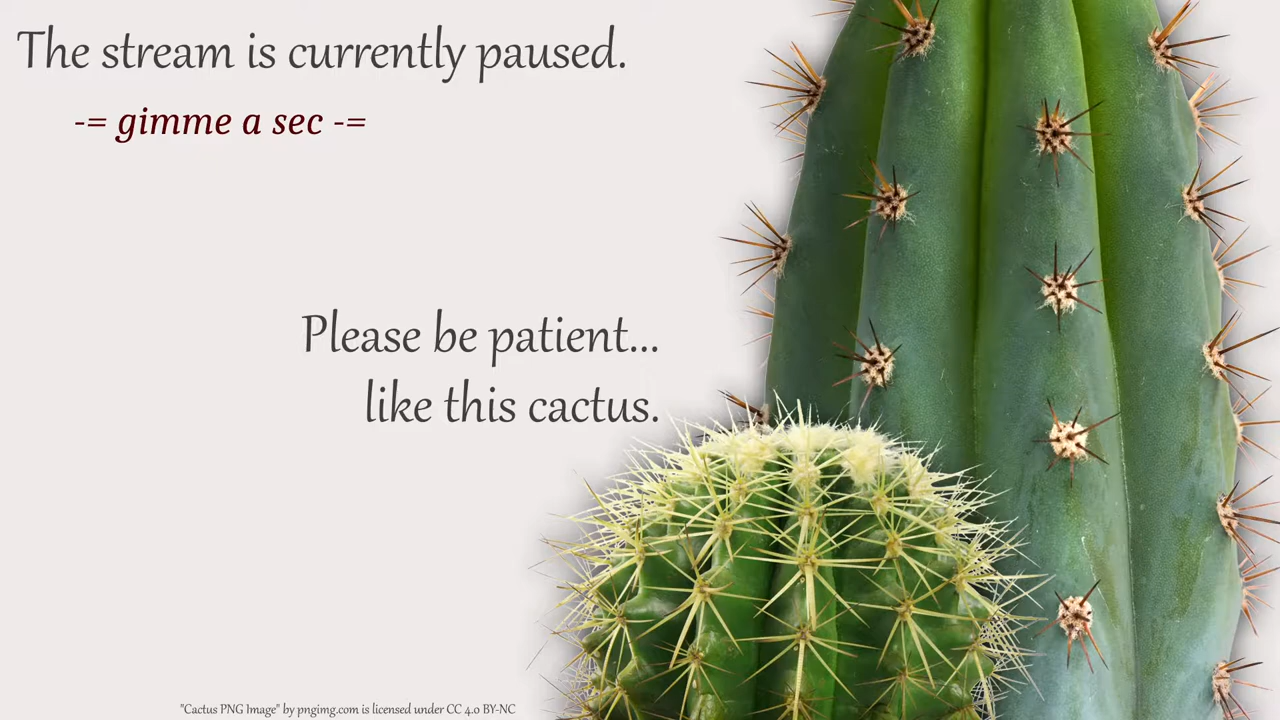 The stream is currently paused.
-= gimme a sec -=
Please be patient...
like this cactus.
"Cactus PNG Image" by pngimg.com is licensed under CC 4.0 BY-NC